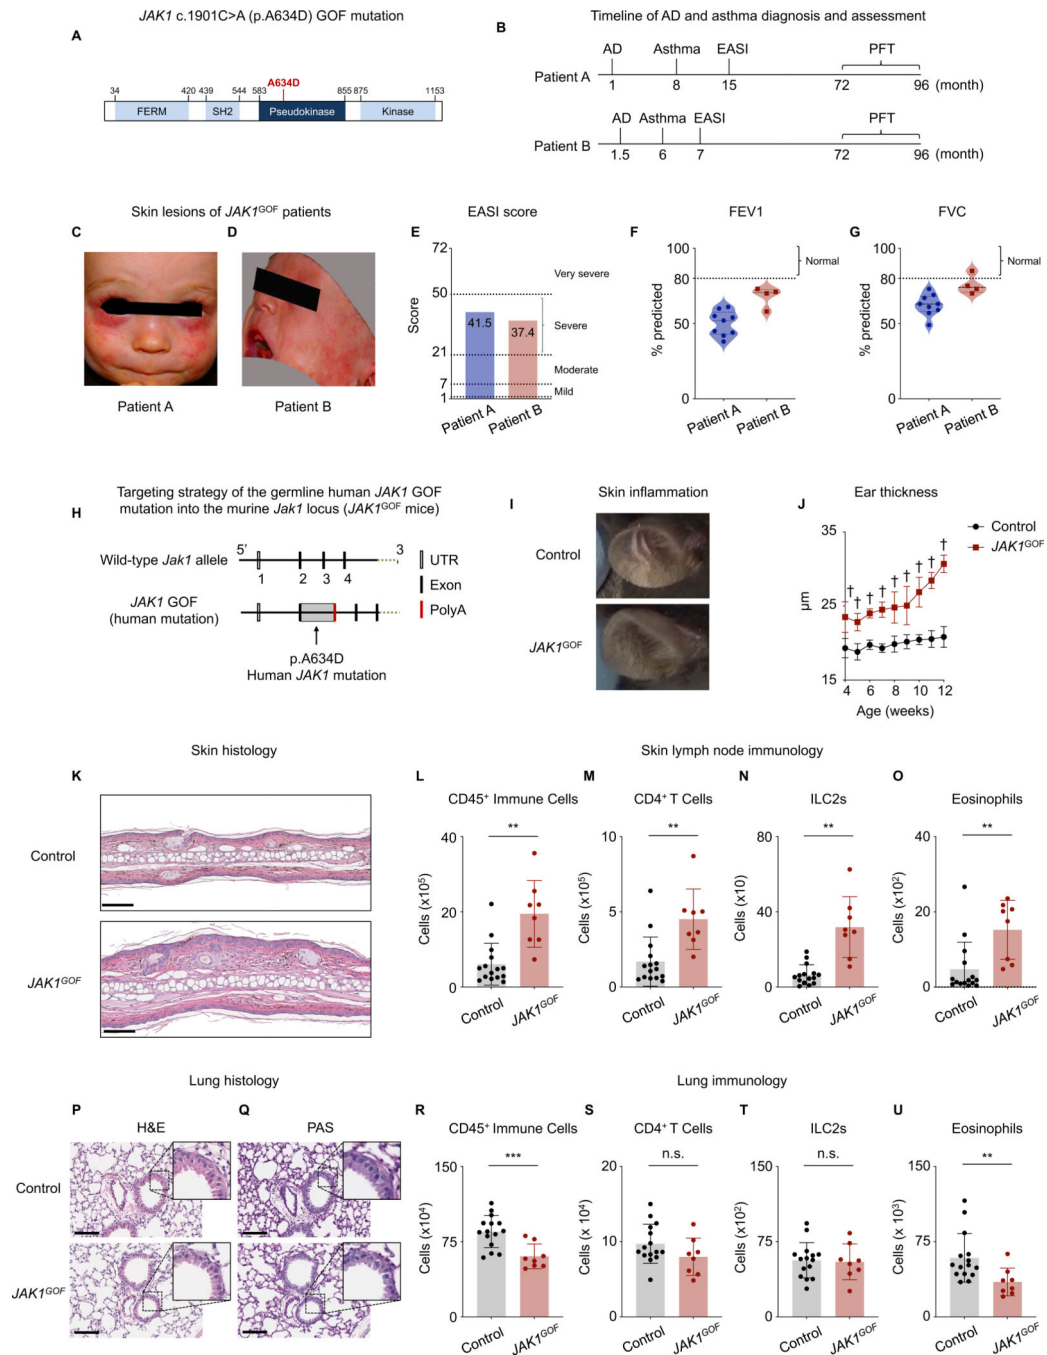 JAK1 c.1901C>A (p.A634D) GOF mutation
A
A634D
34 420 439 544 583 855 875 1153
FERM SH2 Pseudokinase Kinase
Timeline of AD and asthma diagnosis and assessment
B
AD Asthma EASI PFT
Patient A
1 8 15 72 96 (month)
AD Asthma EASI PFT
Patient B
1.5 6 7 72 96 (month)
Skin lesions of JAK1GOF patients
C D
Patient A Patient B
EASI score
E
72
50
21
7
1
Score
41.5 37.4
Very severe
Severe
Moderate
Mild
Patient A Patient B
FEV1
F
100
80
50
0
% predicted
Normal
Patient A Patient B
FVC
G
100
80
50
0
% predicted
Normal
Patient A Patient B
Targeting strategy of the germline human JAK1 GOF
H
mutation into the murine Jak1 locus (JAK1GOF mice)
5' 3
Wild-type Jak1 allele
1 2 3 4
JAK1 GOF
(human mutation)
p.A634D
Human JAK1 mutation
UTR
Exon
PolyA
Skin inflammation
I
Control
JAK1GOF
Ear thickness
J
35
25
15
µm
† † † † † † † † †
4 6 8 10 12
Age (weeks)
Control
JAK1GOF
Skin histology
K
Control
JAK1GOF
Skin lymph node immunology
L
CD45+ Immune Cells
**
40
20
0
Cells (x10⁵)
Control JAK1GOF
M
CD4+ T Cells
**
10
5
0
Cells (x10⁵)
Control JAK1GOF
N
ILC2s
**
80
40
0
Cells (x10)
Control JAK1GOF
O
Eosinophils
**
40
20
0
Cells (x10²)
Control JAK1GOF
Lung histology
P Q
H&E PAS
Control
JAK1GOF
Lung immunology
R
CD45+ Immune Cells
***
150
75
0
Cells (x10⁴)
Control JAK1GOF
S
CD4+ T Cells
n.s.
20
10
0
Cells (x 10⁴)
Control JAK1GOF
T
ILC2s
n.s.
150
75
0
Cells (x10²)
Control JAK1GOF
U
Eosinophils
**
150
75
0
Cells (x 10³)
Control JAK1GOF